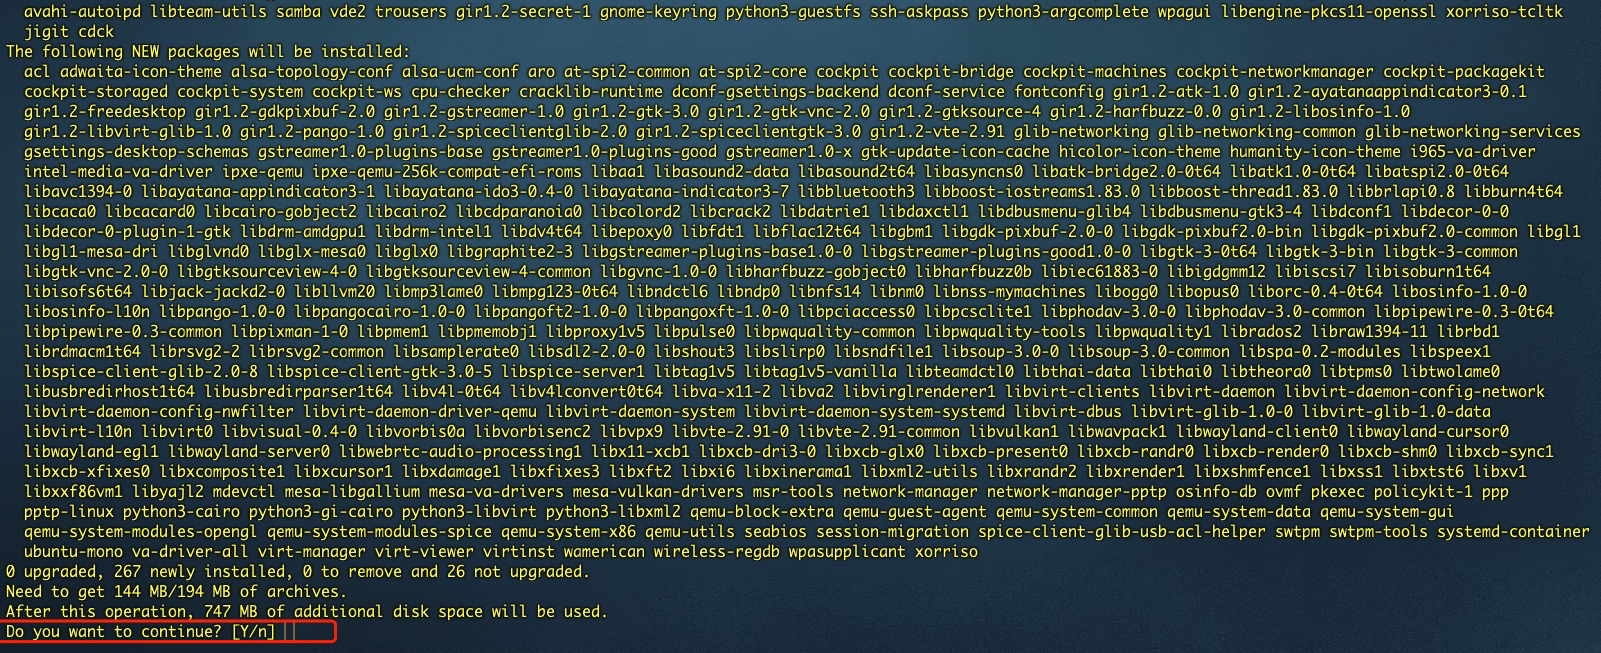 avahi-autoipd libteam-utils samba vde2 trousers gir1.2-secret-1 gnome-keyring python3-guestfs ssh-askpass python3-argcomplete wpagui libengine-pkcs11-openssl xorriso-tcltk
jigit cdck
The following NEW packages will be installed:
acl adwaita-icon-theme alsa-topology-conf alsa-ucm-conf aro at-spi2-common at-spi2-core cockpit cockpit-bridge cockpit-machines cockpit-networkmanager cockpit-packagekit
cockpit-storaged cockpit-system cockpit-ws cpu-checker cracklib-runtime dconf-gsettings-backend dconf-service fontconfig gir1.2-atk-1.0 gir1.2-ayatanaappindicator3-0.1
gir1.2-freedesktop gir1.2-gdkpixbuf-2.0 gir1.2-gstreamer-1.0 gir1.2-gtk-3.0 gir1.2-gtk-vnc-2.0 gir1.2-gtksource-4 gir1.2-harfbuzz-0.0 gir1.2-libosinfo-1.0
gir1.2-libvirt-glib-1.0 gir1.2-pango-1.0 gir1.2-spiceclientglib-2.0 gir1.2-spiceclientgtk-3.0 gir1.2-vte-2.91 glib-networking glib-networking-common glib-networking-services
gsettings-desktop-schemas gstreamer1.0-plugins-base gstreamer1.0-plugins-good gstreamer1.0-x gtk-update-icon-cache hicolor-icon-theme humanity-icon-theme i965-va-driver
intel-media-va-driver ipxe-qemu ipxe-qemu-256k-compat-efi-roms libaa1 libasound2-data libasound2t64 libasyncns0 libatk-bridge2.0-0t64 libatk1.0-0t64 libatspi2.0-0t64
libavc1394-0 libayatana-appindicator3-1 libayatana-ido3-0.4-0 libayatana-indicator3-7 libbluetooth3 libboost-iostreams1.83.0 libboost-thread1.83.0 libbrlapi0.8 libburn4t64
libcaca0 libcacard0 libcairo-gobject2 libcairo2 libcdparanoia0 libcolord2 libcrack2 libdatrie1 libdaxctl1 libdbusmenu-glib4 libdbusmenu-gtk3-4 libdconf1 libdecor-0-0
libdecor-0-plugin-1-gtk libdrm-amdgpu1 libdrm-intel1 libdv4t64 libepoxy0 libfdt1 libflac12t64 libgbm1 libgdk-pixbuf-2.0-0 libgdk-pixbuf2.0-bin libgdk-pixbuf2.0-common libgl1
libgl1-mesa-dri libglvnd0 libglx-mesa0 libglx0 libgraphite2-3 libgstreamer-plugins-base1.0-0 libgstreamer-plugins-good1.0-0 libgtk-3-0t64 libgtk-3-bin libgtk-3-common
libgtk-vnc-2.0-0 libgtksourceview-4-0 libgtksourceview-4-common libgvnc-1.0-0 libharfbuzz-gobject0 libharfbuzz0b libiec61883-0 libigdgmm12 libiscsi7 libisoburn1t64
libisofs6t64 libjack-jackd2-0 libllvm20 libmp3lame0 libmpg123-0t64 libndctl6 libndp0 libnfs14 libnm0 libnss-mymachines libogg0 libopus0 liborc-0.4-0t64 libosinfo-1.0-0
libosinfo-l10n libpango-1.0-0 libpangocairo-1.0-0 libpangoft2-1.0-0 libpangoxft-1.0-0 libpciaccess0 libpcsclite1 libphodav-3.0-0 libphodav-3.0-common libpipewire-0.3-0t64
libpipewire-0.3-common libpixman-1-0 libpmem1 libpmemobj1 libproxy1v5 libpulse0 libpwquality-common libpwquality-tools libpwquality1 librados2 libraw1394-11 librbd1
librdmacm1t64 librsvg2-2 librsvg2-common libsamplerate0 libsdl2-2.0-0 libshout3 libslirp0 libsndfile1 libsoup-3.0-0 libsoup-3.0-common libspa-0.2-modules libspeex1
libspice-client-glib-2.0-8 libspice-client-gtk-3.0-5 libspice-server1 libtag1v5 libtag1v5-vanilla libteamdctl0 libthai-data libthai0 libtheora0 libtpms0 libtwolame0
libusbredirhost1t64 libusbredirparser1t64 libv4l-0t64 libv4lconvert0t64 libva-x11-2 libva2 libvirglrenderer1 libvirt-clients libvirt-daemon libvirt-daemon-config-network
libvirt-daemon-config-nwfilter libvirt-daemon-driver-qemu libvirt-daemon-system libvirt-daemon-system-systemd libvirt-dbus libvirt-glib-1.0-0 libvirt-glib-1.0-data
libvirt-l10n libvirt0 libvisual-0.4-0 libvorbis0a libvorbisenc2 libvpx9 libvte-2.91-0 libvte-2.91-common libvulkan1 libwavpack1 libwayland-client0 libwayland-cursor0
libwayland-egl1 libwayland-server0 libwebrtc-audio-processing1 libx11-xcb1 libxcb-dri3-0 libxcb-glx0 libxcb-present0 libxcb-randr0 libxcb-render0 libxcb-shm0 libxcb-sync1
libxcb-xfixes0 libxcomposite1 libxcursor1 libxdamage1 libxfixes3 libxft2 libxi6 libxinerama1 libxml2-utils libxrandr2 libxrender1 libxshmfence1 libxss1 libxtst6 libxv1
libxxf86vm1 libyajl2 mdevctl mesa-libgallium mesa-va-drivers mesa-vulkan-drivers msr-tools network-manager network-manager-pptp osinfo-db ovmf pkexec policykit-1 ppp
pptp-linux python3-cairo python3-gi-cairo python3-libvirt python3-libxml2 qemu-block-extra qemu-guest-agent qemu-system-common qemu-system-data qemu-system-gui
qemu-system-modules-opengl qemu-system-modules-spice qemu-system-x86 qemu-utils seabios session-migration spice-client-glib-usb-acl-helper swtpm swtpm-tools systemd-container
ubuntu-mono va-driver-all virt-manager virt-viewer virtinst wamerican wireless-regdb wpasupplicant xorriso
0 upgraded, 267 newly installed, 0 to remove and 26 not upgraded.
Need to get 144 MB/194 MB of archives.
After this operation, 747 MB of additional disk space will be used.
Do you want to continue? [Y/n]